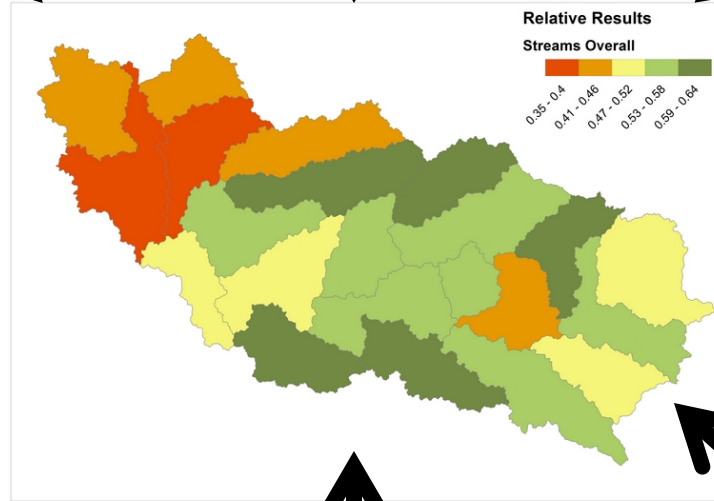 Relative Results
Streams Overall
0.35 - 0.4
0.41 - 0.46
0.47 - 0.52
0.53 - 0.58
0.59 - 0.64